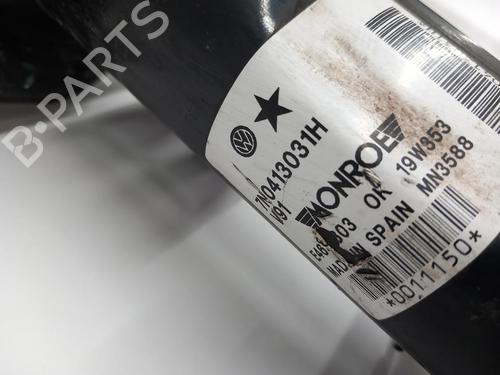 B-PARTS
7N0413031H
V91
MONROE
OK 19W853
MADE IN SPAIN MN3588
*0011150*